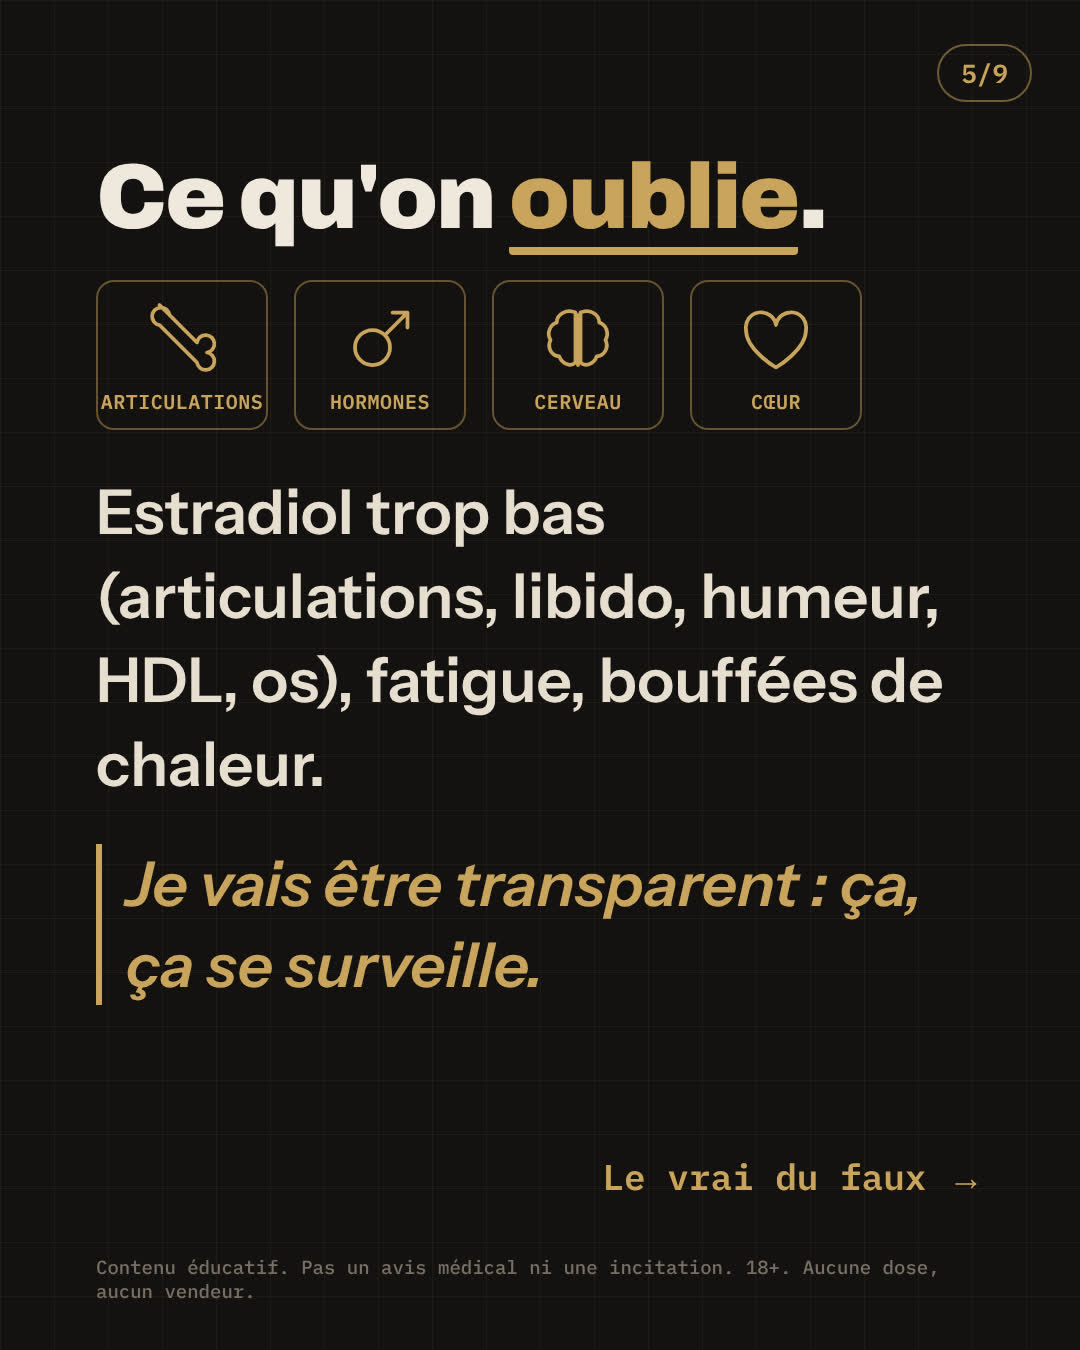 5/9
Ce qu'on oublie.
ARTICULATIONS
HORMONES
CERVEAU
CŒUR
Estradiol trop bas
(articulations, libido, humeur,
HDL, os), fatigue, bouffées de
chaleur.
Je vais être transparent : ça,
ça se surveille.
Le vrai du faux →
Contenu éducatif. Pas un avis médical ni une incitation. 18+. Aucune dose,
aucun vendeur.